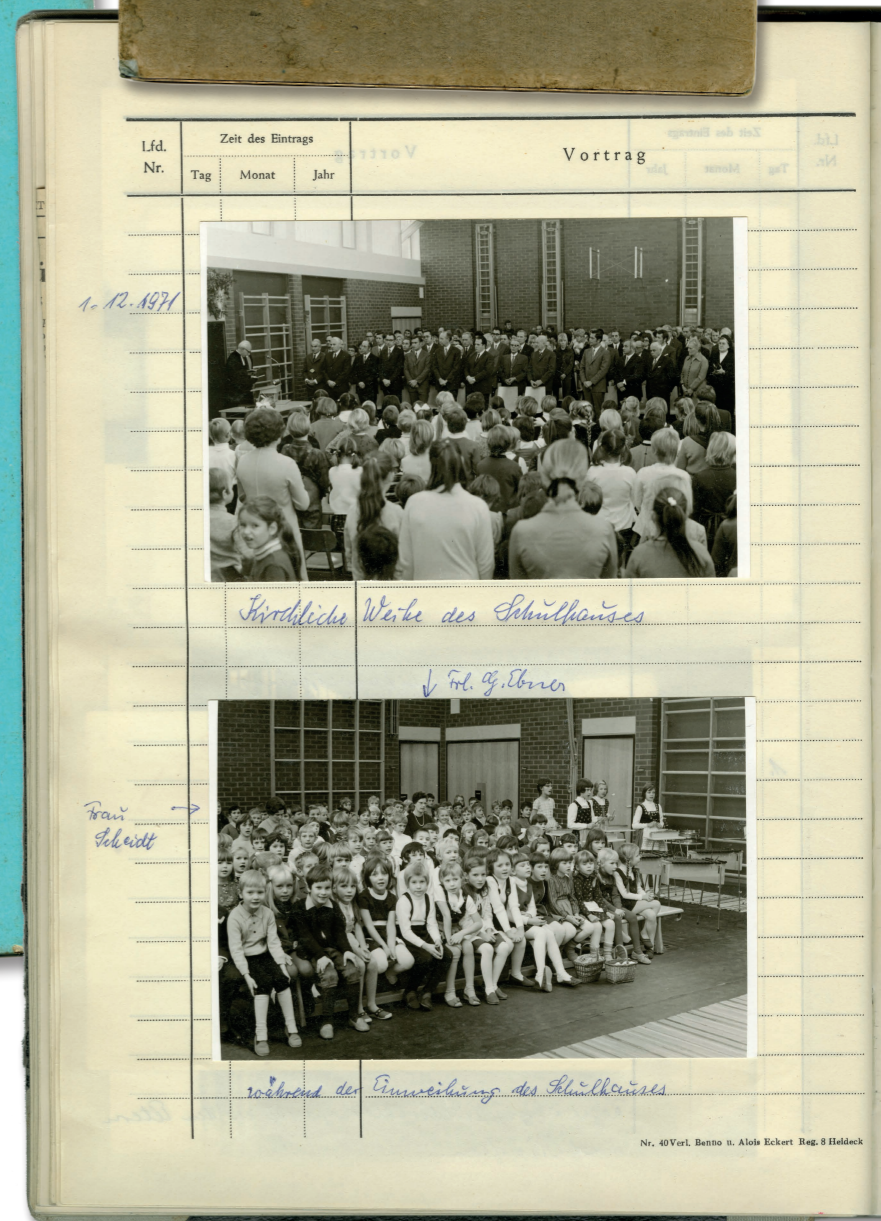 Lfd. Nr.
Zeit des Eintrags
Tag Monat Jahr
Vortrag
1. 12. 1971
Kirchliche Weihe des Schulhauses
↓ Frl. G. Ebner
Frau →
Scheidt
während der Einweihung des Schulhauses
Nr. 40 Verl. Benno u. Alois Eckert Reg. 8 Heideck